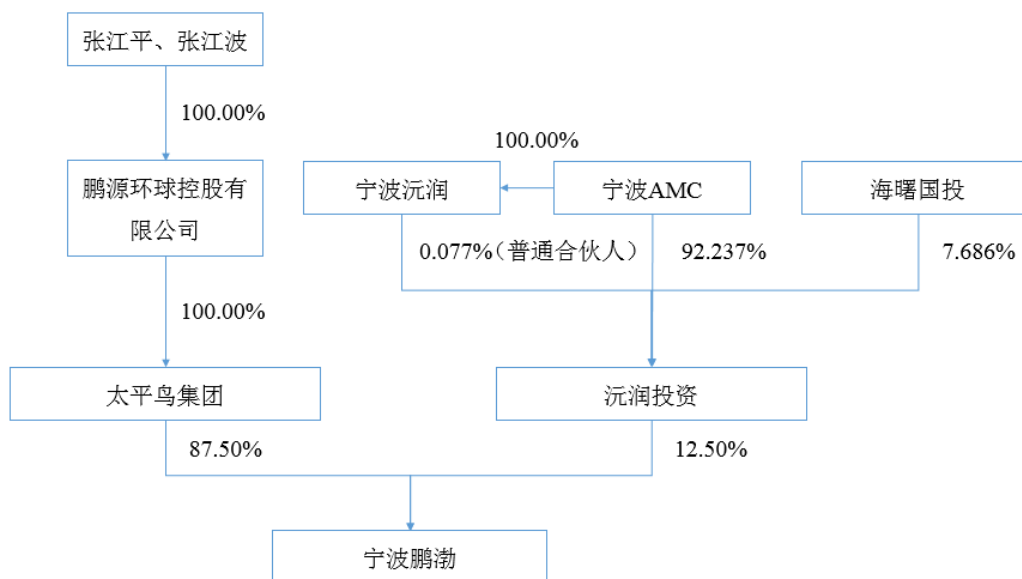 张江平、张江波
100.00%
100.00%
鹏源环球控股有
限公司
宁波沅润
宁波AMC
海曙国投
0.077%（普通合伙人）
92.237%
7.686%
100.00%
太平鸟集团
沅润投资
87.50%
12.50%
宁波鹏渤